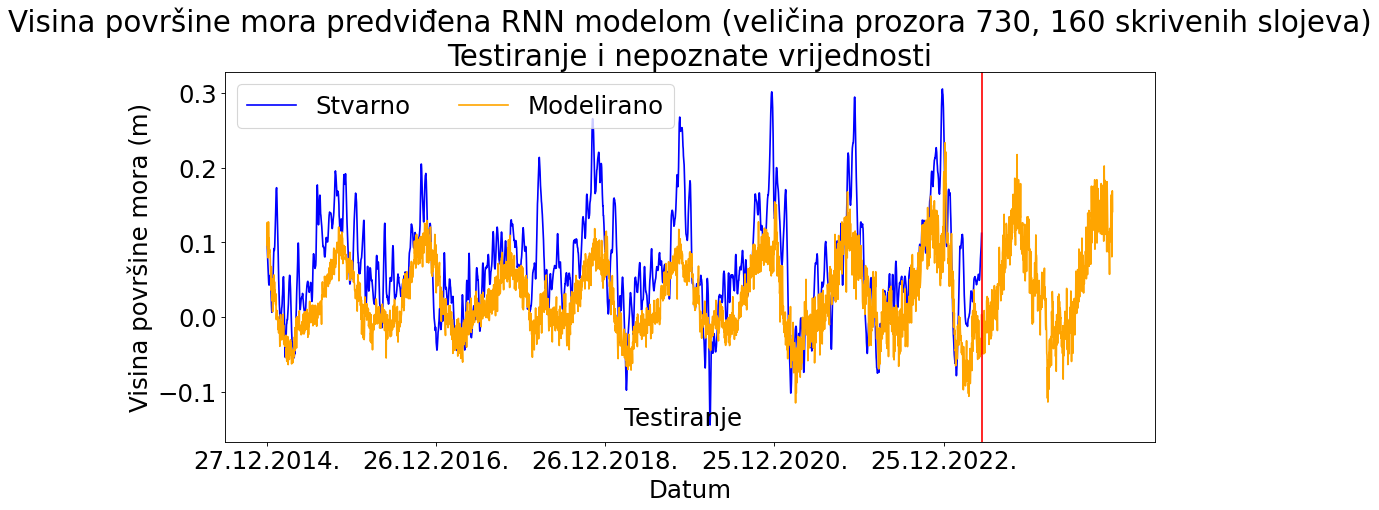 Visina površine mora predviđena RNN modelom (veličina prozora 730, 160 skrivenih slojeva)
Testiranje i nepoznate vrijednosti
Stvarno Modelirano
Visina površine mora (m)
0.3
0.2
0.1
0.0
−0.1
Testiranje
27.12.2014. 26.12.2016. 26.12.2018. 25.12.2020. 25.12.2022.
Datum